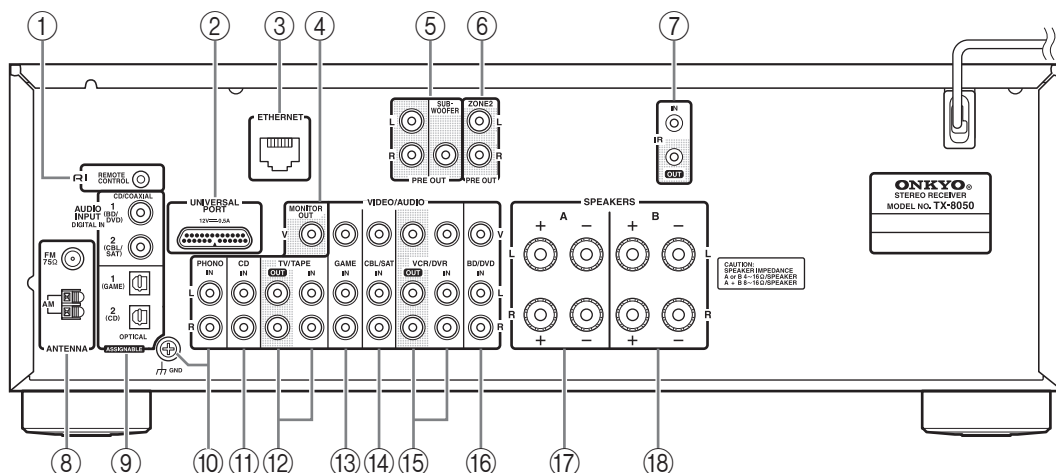 ① ② ③ ④ ⑤ ⑥ ⑦
ETHERNET
L
R
SUB-
WOOFER
PRE OUT
ZONE2
L
R
PRE OUT
IN
IR
OUT
ONKYO®
STEREO RECEIVER
MODEL NO. TX-8050
RI REMOTE
CONTROL
AUDIO
INPUT
DIGITAL IN
CD/COAXIAL
1
(BD/
DVD)
2
(CBL/
SAT)
1
(GAME)
2
(CD)
OPTICAL
ASSIGNABLE
UNIVERSAL
PORT
12V⎓0.5A
MONITOR
OUT
V
VIDEO/AUDIO
V
PHONO
IN
CD
IN
TV/TAPE
OUT IN
GAME
IN
CBL/SAT
IN
VCR/DVR
OUT IN
BD/DVD
IN
L
R
L
R
GND
FM
75Ω
AM
ANTENNA
SPEAKERS
A B
+ − + −
L L
R R
+ − + −
CAUTION:
SPEAKER IMPEDANCE
A or B 4~16Ω/SPEAKER
A + B 8~16Ω/SPEAKER
⑧ ⑨ ⑩ ⑪ ⑫ ⑬ ⑭ ⑮ ⑯ ⑰ ⑱